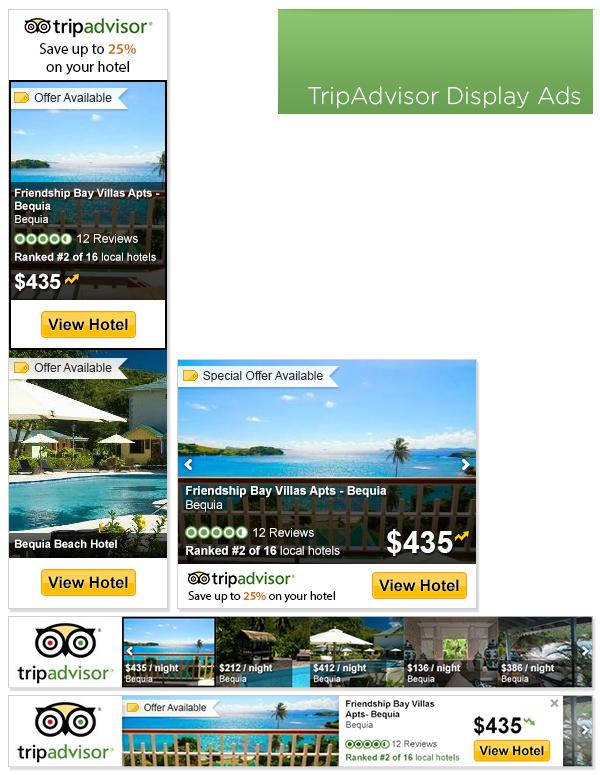 tripadvisor®
Save up to 25%
on your hotel
Offer Available
Friendship Bay Villas Apts -
Bequia
Bequia
12 Reviews
Ranked #2 of 16 local hotels
$435
View Hotel
Offer Available
Bequia Beach Hotel
View Hotel
TripAdvisor Display Ads
Special Offer Available
Friendship Bay Villas Apts - Bequia
Bequia
12 Reviews
Ranked #2 of 16 local hotels
$435
tripadvisor®
Save up to 25% on your hotel
View Hotel
tripadvisor®
$435 / night
Bequia
$212 / night
Bequia
$412 / night
Bequia
$136 / night
Bequia
$386 / night
Bequia
tripadvisor®
Offer Available
Friendship Bay Villas
Apts- Bequia
Bequia
12 Reviews
Ranked #2 of 16 local hotels
$435
View Hotel